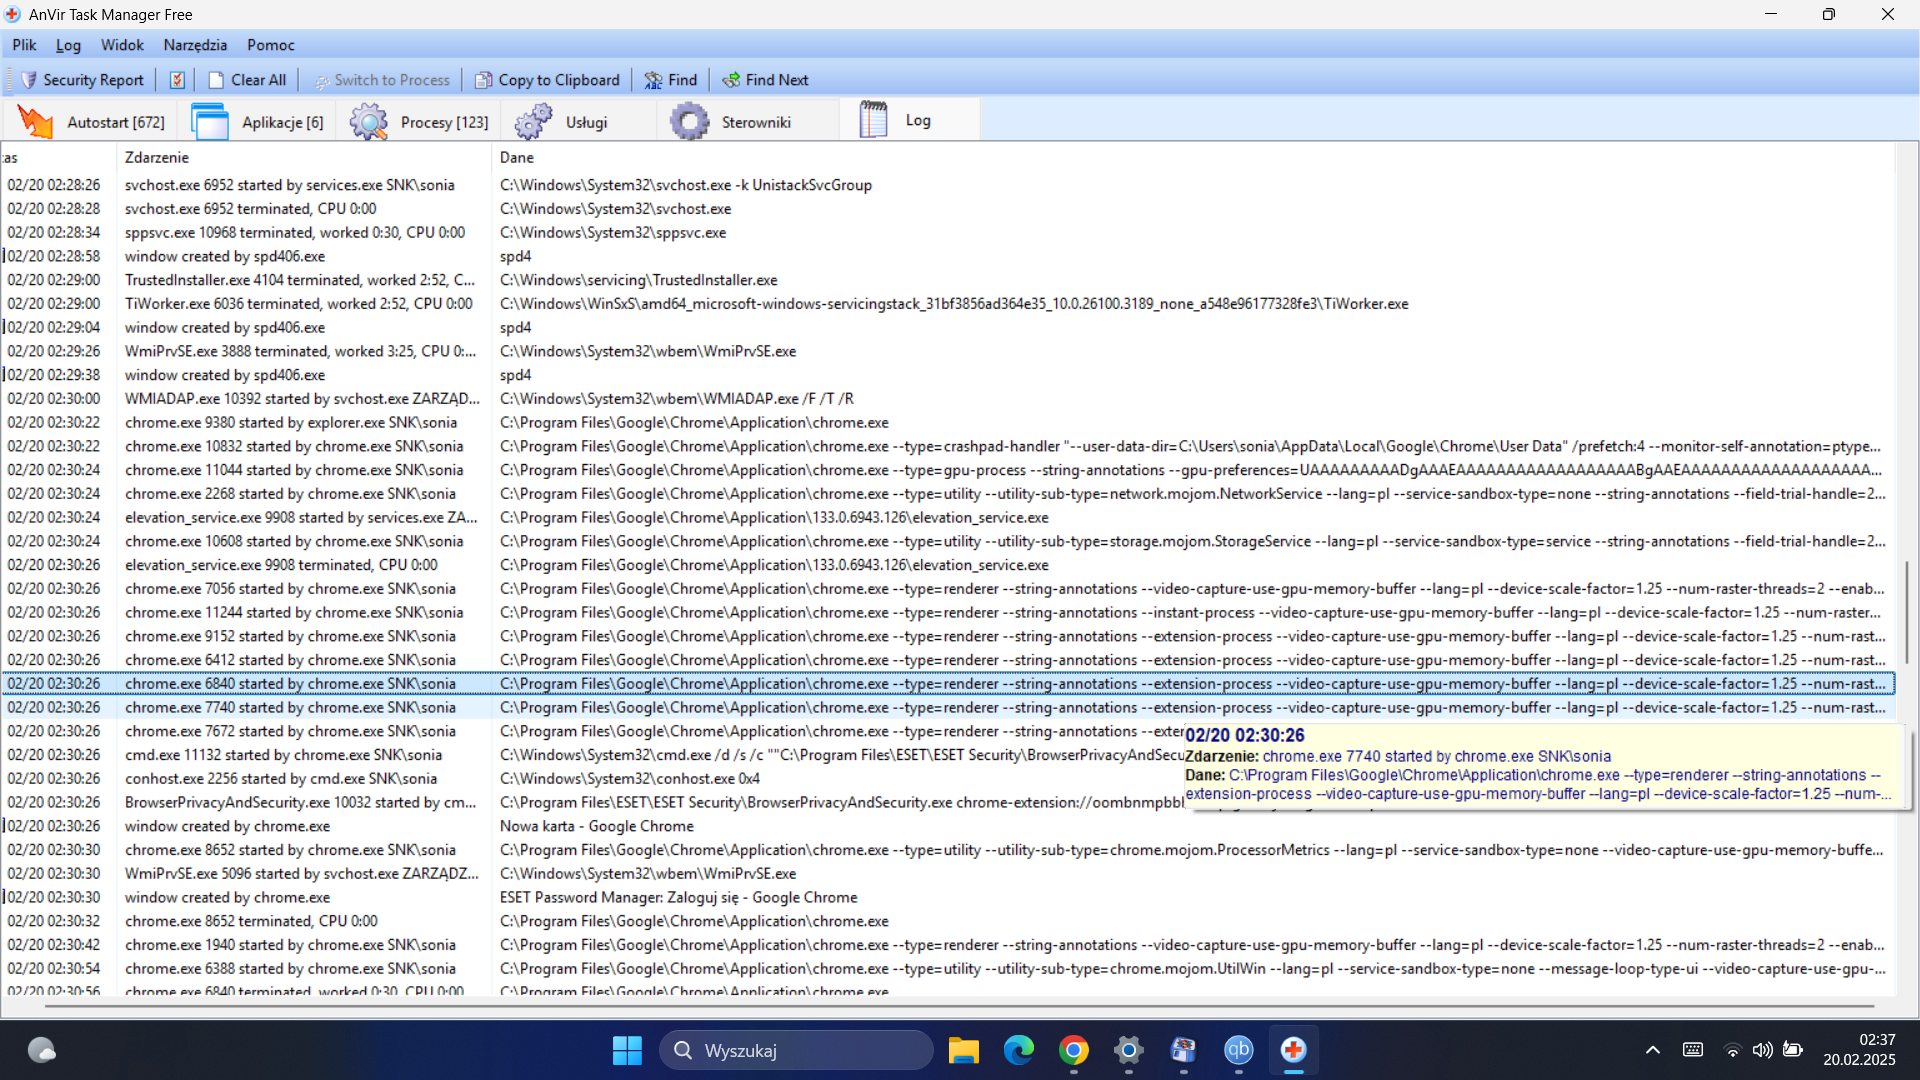 AnVir Task Manager Free
Plik Log Widok Narzędzia Pomoc
Security Report Clear All Switch to Process Copy to Clipboard Find Find Next
Autostart [672] Aplikacje [6] Procesy [123] Usługi Sterowniki Log
Zdarzenie Dane
02/20 02:28:26 svchost.exe 6952 started by services.exe SNK\sonia C:\Windows\System32\svchost.exe -k UnistackSvcGroup
02/20 02:28:28 svchost.exe 6952 terminated, CPU 0:00 C:\Windows\System32\svchost.exe
02/20 02:28:34 sppsvc.exe 10968 terminated, worked 0:30, CPU 0:00 C:\Windows\System32\sppsvc.exe
02/20 02:28:58 window created by spd406.exe spd4
02/20 02:29:00 TrustedInstaller.exe 4104 terminated, worked 2:52, C... C:\Windows\servicing\TrustedInstaller.exe
02/20 02:29:00 TiWorker.exe 6036 terminated, worked 2:52, CPU 0:00 C:\Windows\WinSxS\amd64_microsoft-windows-servicingstack_31bf3856ad364e35_10.0.26100.3189_none_a548e96177328fe3\TiWorker.exe
02/20 02:29:04 window created by spd406.exe spd4
02/20 02:29:26 WmiPrvSE.exe 3888 terminated, worked 3:25, CPU 0:... C:\Windows\System32\wbem\WmiPrvSE.exe
02/20 02:29:38 window created by spd406.exe spd4
02/20 02:30:00 WMIADAP.exe 10392 started by svchost.exe ZARZĄD... C:\Windows\System32\wbem\WMIADAP.exe /F /T /R
02/20 02:30:22 chrome.exe 9380 started by explorer.exe SNK\sonia C:\Program Files\Google\Chrome\Application\chrome.exe
02/20 02:30:22 chrome.exe 10832 started by chrome.exe SNK\sonia C:\Program Files\Google\Chrome\Application\chrome.exe --type=crashpad-handler "--user-data-dir=C:\Users\sonia\AppData\Local\Google\Chrome\User Data" /prefetch:4 --monitor-self-annotation=ptype...
02/20 02:30:24 chrome.exe 11044 started by chrome.exe SNK\sonia C:\Program Files\Google\Chrome\Application\chrome.exe --type=gpu-process --string-annotations
02/20 02:30:24 chrome.exe 2268 started by chrome.exe SNK\sonia C:\Program Files\Google\Chrome\Application\chrome.exe --type=utility --utility-sub-type=network.mojom.NetworkService --lang=pl --service-sandbox-type=none --string-annotations --field-trial-handle=2...
02/20 02:30:24 elevation_service.exe 9908 started by services.exe ZA... C:\Program Files\Google\Chrome\Application\133.0.6943.126\elevation_service.exe
02/20 02:30:24 chrome.exe 10608 started by chrome.exe SNK\sonia C:\Program Files\Google\Chrome\Application\chrome.exe --type=utility --utility-sub-type=storage.mojom.StorageService --lang=pl --service-sandbox-type=service --string-annotations --field-trial-handle=2...
02/20 02:30:26 elevation_service.exe 9908 terminated, CPU 0:00 C:\Program Files\Google\Chrome\Application\133.0.6943.126\elevation_service.exe
02/20 02:30:26 chrome.exe 7056 started by chrome.exe SNK\sonia C:\Program Files\Google\Chrome\Application\chrome.exe --type=renderer --string-annotations --video-capture-use-gpu-memory-buffer --lang=pl --device-scale-factor=1.25 --num-raster-threads=2 --enab...
02/20 02:30:26 chrome.exe 11244 started by chrome.exe SNK\sonia C:\Program Files\Google\Chrome\Application\chrome.exe --type=renderer --string-annotations --instant-process --video-capture-use-gpu-memory-buffer --lang=pl --device-scale-factor=1.25 --num-raster...
02/20 02:30:26 chrome.exe 9152 started by chrome.exe SNK\sonia C:\Program Files\Google\Chrome\Application\chrome.exe --type=renderer --string-annotations --extension-process --video-capture-use-gpu-memory-buffer --lang=pl --device-scale-factor=1.25 --num-rast...
02/20 02:30:26 chrome.exe 6412 started by chrome.exe SNK\sonia C:\Program Files\Google\Chrome\Application\chrome.exe --type=renderer --string-annotations --extension-process --video-capture-use-gpu-memory-buffer --lang=pl --device-scale-factor=1.25 --num-rast...
02/20 02:30:26 chrome.exe 6840 started by chrome.exe SNK\sonia C:\Program Files\Google\Chrome\Application\chrome.exe --type=renderer --string-annotations --extension-process --video-capture-use-gpu-memory-buffer --lang=pl --device-scale-factor=1.25 --num-rast...
02/20 02:30:26 chrome.exe 7740 started by chrome.exe SNK\sonia C:\Program Files\Google\Chrome\Application\chrome.exe --type=renderer --string-annotations --extension-process --video-capture-use-gpu-memory-buffer --lang=pl --device-scale-factor=1.25 --num-rast...
02/20 02:30:26 chrome.exe 7672 started by chrome.exe SNK\sonia C:\Program Files\Google\Chrome\Application\chrome.exe --type=renderer --string-annotations
02/20 02:30:26 cmd.exe 11132 started by chrome.exe SNK\sonia C:\Windows\System32\cmd.exe /d /s /c ""C:\Program Files\ESET\ESET Security\BrowserPrivacyAndSecu
02/20 02:30:26 conhost.exe 2256 started by cmd.exe SNK\sonia C:\Windows\System32\conhost.exe 0x4
02/20 02:30:26 BrowserPrivacyAndSecurity.exe 10032 started by cm... C:\Program Files\ESET\ESET Security\BrowserPrivacyAndSecurity.exe
02/20 02:30:26 window created by chrome.exe Nowa karta - Google Chrome
02/20 02:30:30 chrome.exe 8652 started by chrome.exe SNK\sonia C:\Program Files\Google\Chrome\Application\chrome.exe --type=utility --utility-sub-type=chrome.mojom.ProcessorMetrics --lang=pl --service-sandbox-type=none --video-capture-use-gpu-memory-buffe...
02/20 02:30:30 WmiPrvSE.exe 5096 started by svchost.exe ZARZĄDZ... C:\Windows\System32\wbem\WmiPrvSE.exe
02/20 02:30:30 window created by chrome.exe ESET Password Manager: Zaloguj się - Google Chrome
02/20 02:30:32 chrome.exe 8652 terminated, CPU 0:00 C:\Program Files\Google\Chrome\Application\chrome.exe
02/20 02:30:42 chrome.exe 1940 started by chrome.exe SNK\sonia C:\Program Files\Google\Chrome\Application\chrome.exe --type=renderer --string-annotations --video-capture-use-gpu-memory-buffer --lang=pl --device-scale-factor=1.25 --num-raster-threads=2 --enab...
02/20 02:30:54 chrome.exe 6388 started by chrome.exe SNK\sonia C:\Program Files\Google\Chrome\Application\chrome.exe --type=utility --utility-sub-type=chrome.mojom.UtilWin --lang=pl --service-sandbox-type=none --message-loop-type-ui --video-capture-use-gpu-...
02/20 02:30:56 chrome.exe 6840 terminated, worked 0:30, CPU 0:00 C:\Program Files\Google\Chrome\Application\chrome.exe
02/20 02:30:26
Zdarzenie: chrome.exe 7740 started by chrome.exe SNK\sonia
Dane: C:\Program Files\Google\Chrome\Application\chrome.exe --type=renderer --string-annotations --
extension-process --video-capture-use-gpu-memory-buffer --lang=pl --device-scale-factor=1.25 --num-...
Wyszukaj
qb
02:37
20.02.2025